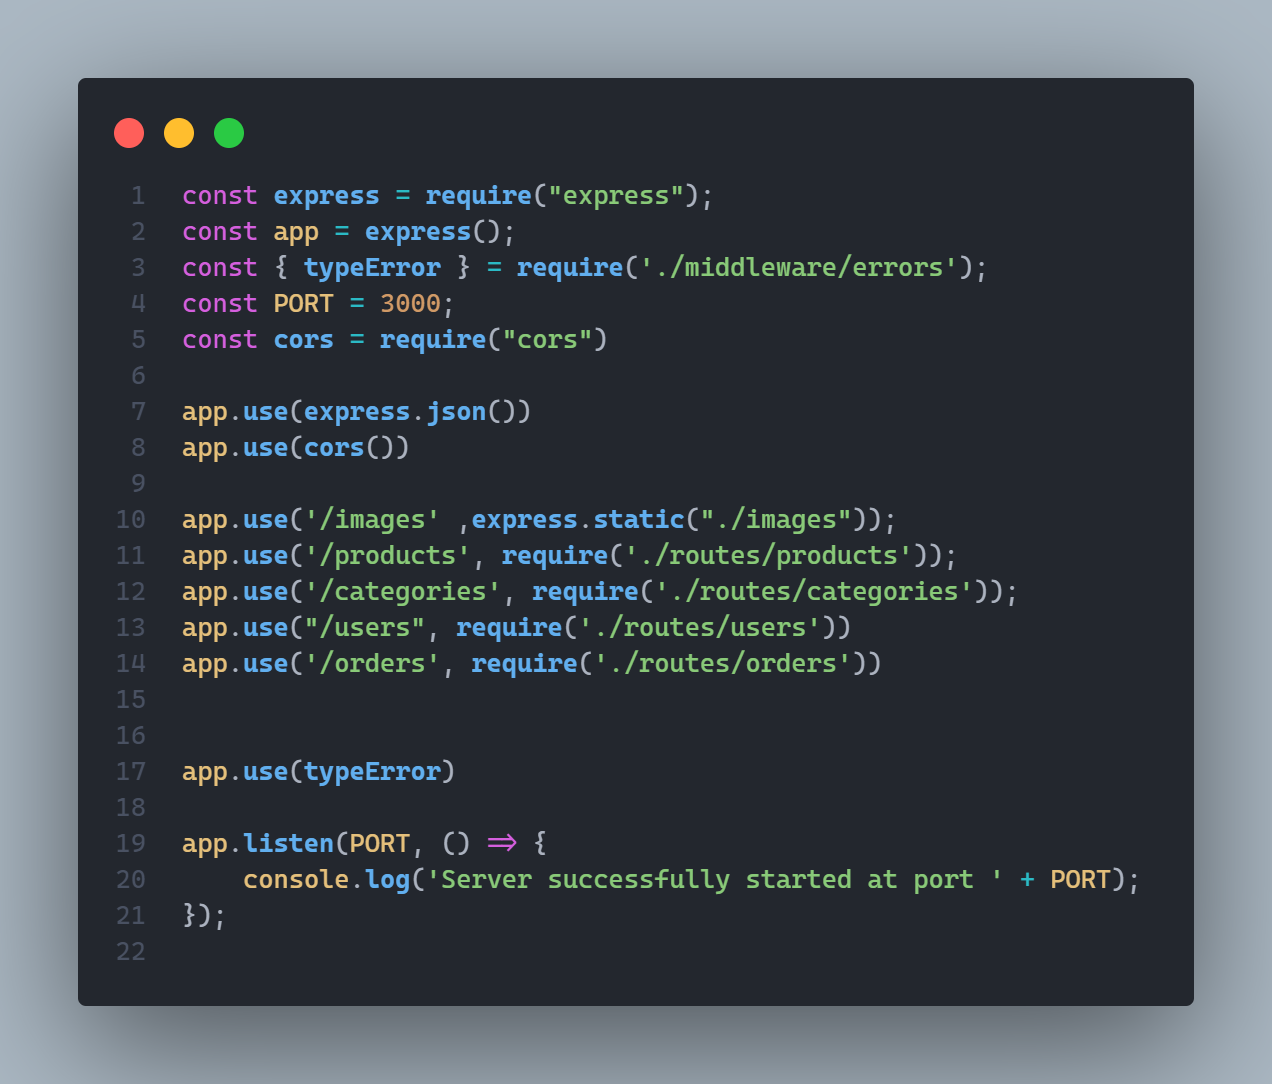 1 const express = require("express");
2 const app = express();
3 const { typeError } = require('./middleware/errors');
4 const PORT = 3000;
5 const cors = require("cors")
6
7 app.use(express.json())
8 app.use(cors())
9
10 app.use('/images' ,express.static("./images"));
11 app.use('/products', require('./routes/products'));
12 app.use('/categories', require('./routes/categories'));
13 app.use("/users", require('./routes/users'))
14 app.use('/orders', require('./routes/orders'))
15
16
17 app.use(typeError)
18
19 app.listen(PORT, () => {
20     console.log('Server successfully started at port ' + PORT);
21 });
22